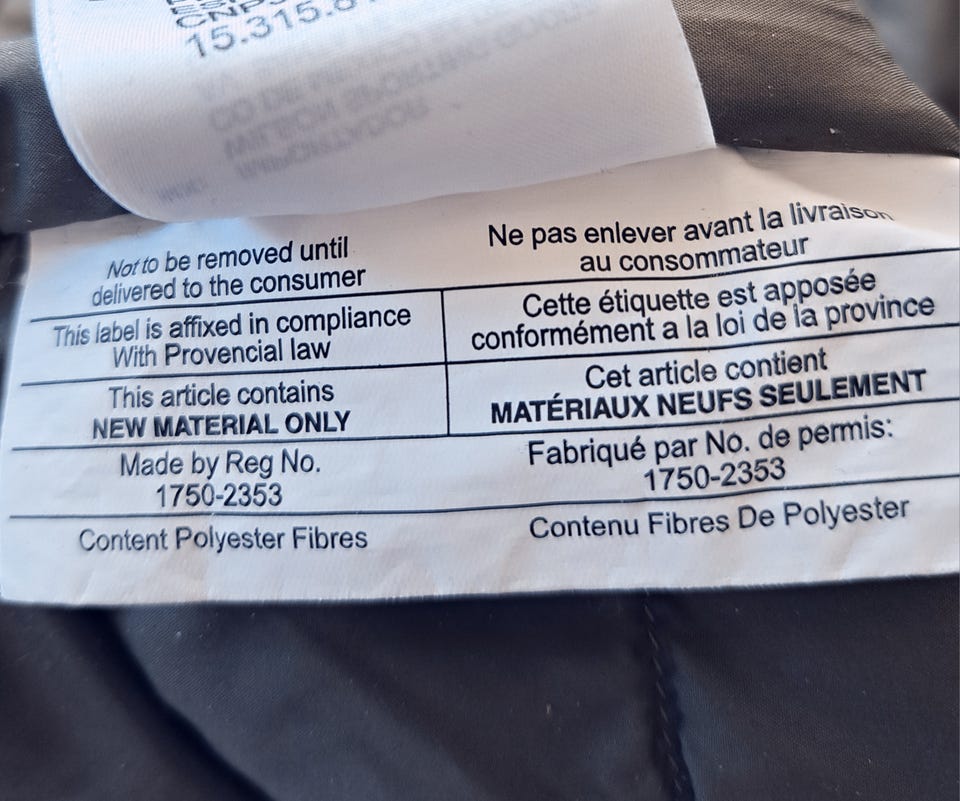 15.315.8
Not to be removed until
delivered to the consumer
Ne pas enlever avant la livraison
au consommateur
This label is affixed in compliance
With Provencial law
Cette étiquette est apposée
conformément a la loi de la province
This article contains
NEW MATERIAL ONLY
Cet article contient
MATÉRIAUX NEUFS SEULEMENT
Made by Reg No.
1750-2353
Fabriqué par No. de permis:
1750-2353
Content Polyester Fibres
Contenu Fibres De Polyester